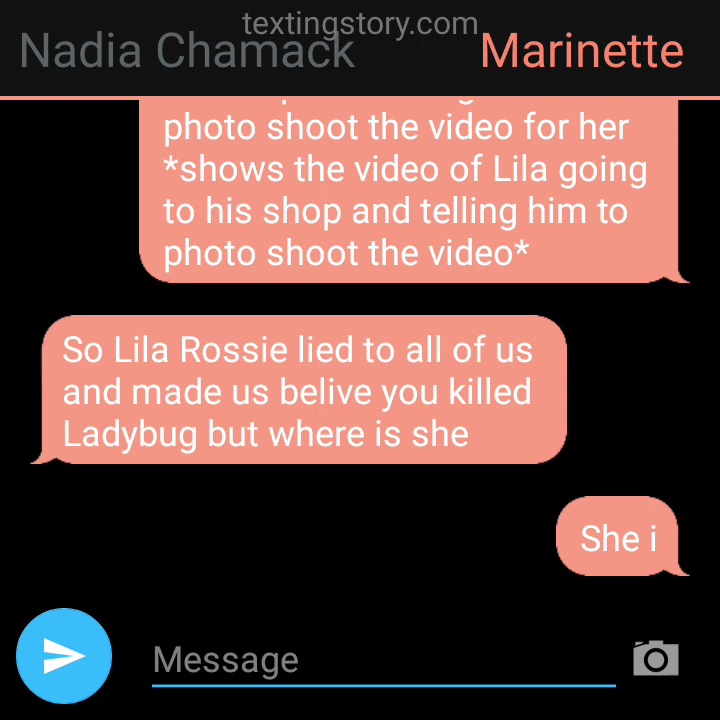 textingstory.com
Nadia Chamack
Marinette
photo shoot the video for her
*shows the video of Lila going
to his shop and telling him to
photo shoot the video*
So Lila Rossie lied to all of us
and made us belive you killed
Ladybug but where is she
She i
Message